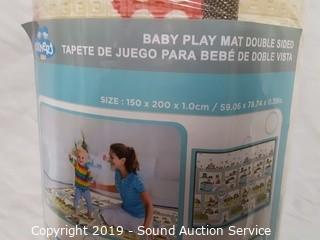 BABY PLAY MAT DOUBLE SIDED
TAPETE DE JUEGO PARA BEBÉ DE DOBLE VISTA
SIZE : 150 x 200 x 1.0cm / 59.06 x 78.74 x 0.39in.
Copyright 2019 - Sound Auction Service